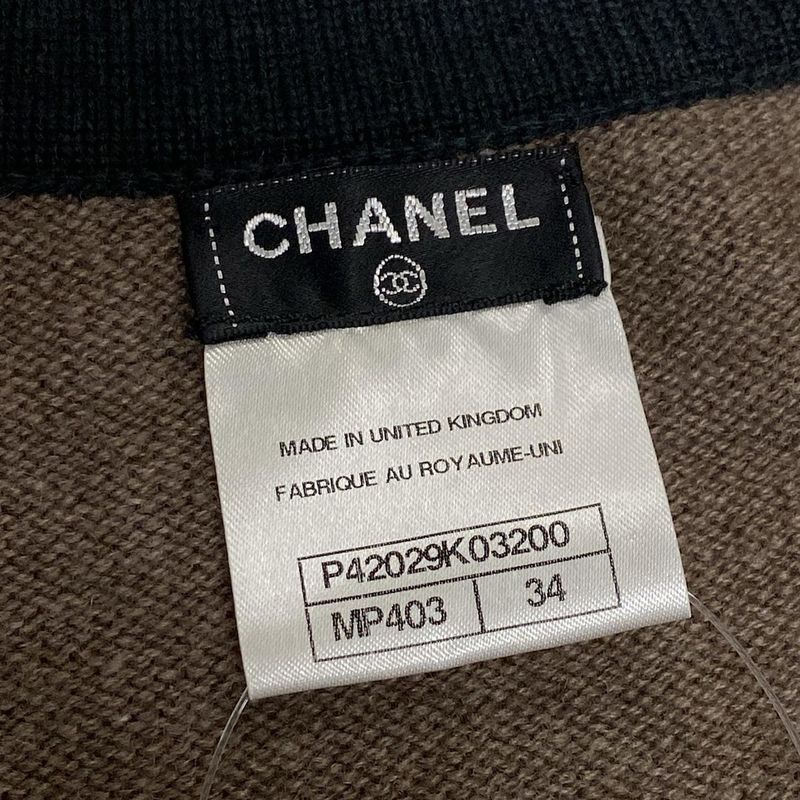 CHANEL
MADE IN UNITED KINGDOM
FABRIQUE AU ROYAUME-UNI
P42029K03200
MP403 34